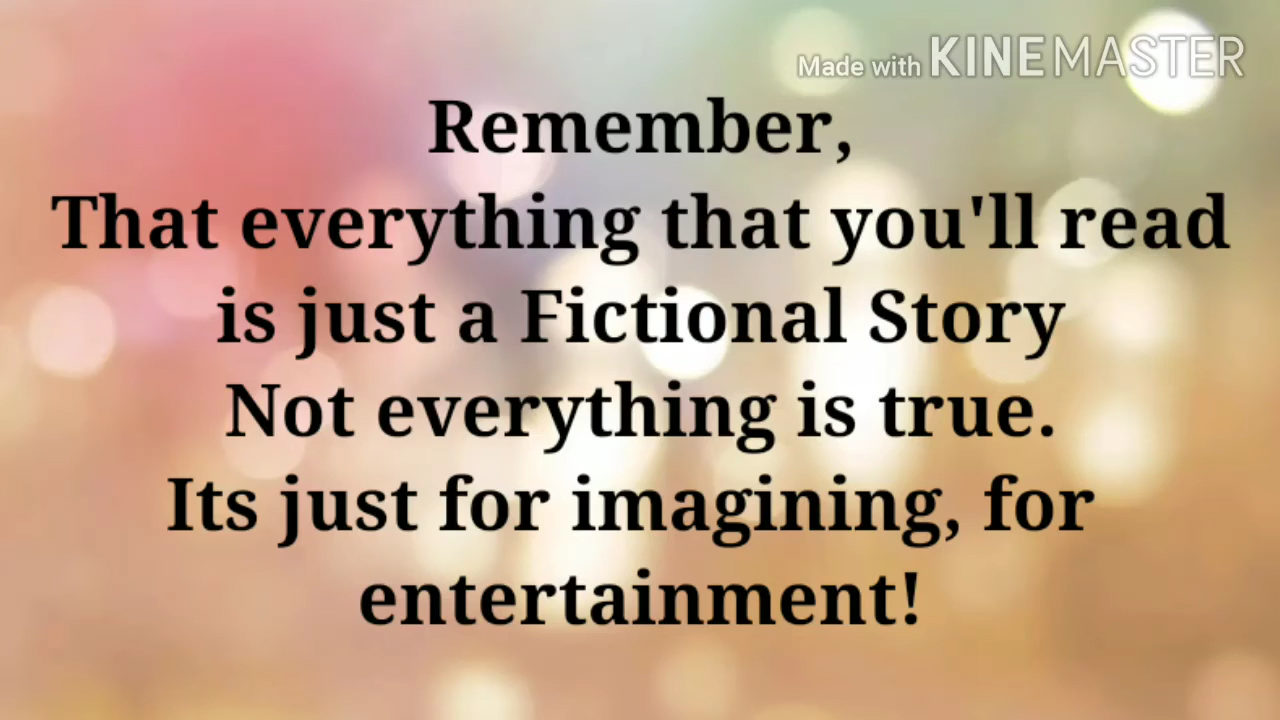 Made with KINEMASTER
Remember,
That everything that you'll read
is just a Fictional Story
Not everything is true.
Its just for imagining, for
entertainment!